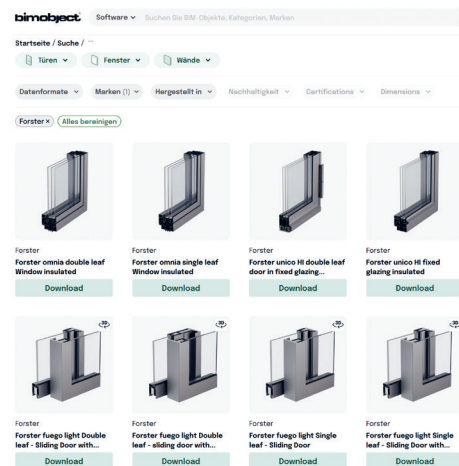 bimobject Software Suchen Sie BIM-Objekte, Kategorien, Marken
Startseite / Suche / ...
Türen Fenster Wände
Datenformate Marken (1) Hergestellt in Nachhaltigkeit Certifications Dimensions
Forster × Alles bereinigen
Forster Forster Forster Forster
Forster omnia double leaf Forster omnia single leaf Forster unico HI double leaf Forster unico HI fixed
Window insulated Window insulated door in fixed glazing... glazing insulated
Download Download Download Download
3D 3D 3D 3D
Forster Forster Forster Forster
Forster fuego light Double Forster fuego light Double Forster fuego light Single Forster fuego light Single
leaf - Sliding Door with... leaf - sliding door with... leaf - Sliding Door leaf - Sliding Door with...
Download Download Download Download